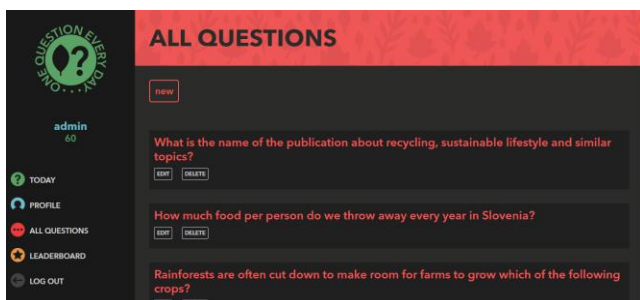 ONE QUESTION EVERY DAY
?
admin
60
? TODAY
PROFILE
ALL QUESTIONS
LEADERBOARD
LOG OUT
ALL QUESTIONS
new
What is the name of the publication about recycling, sustainable lifestyle and similar
topics?
EDIT DELETE
How much food per person do we throw away every year in Slovenia?
EDIT DELETE
Rainforests are often cut down to make room for farms to grow which of the following
crops?